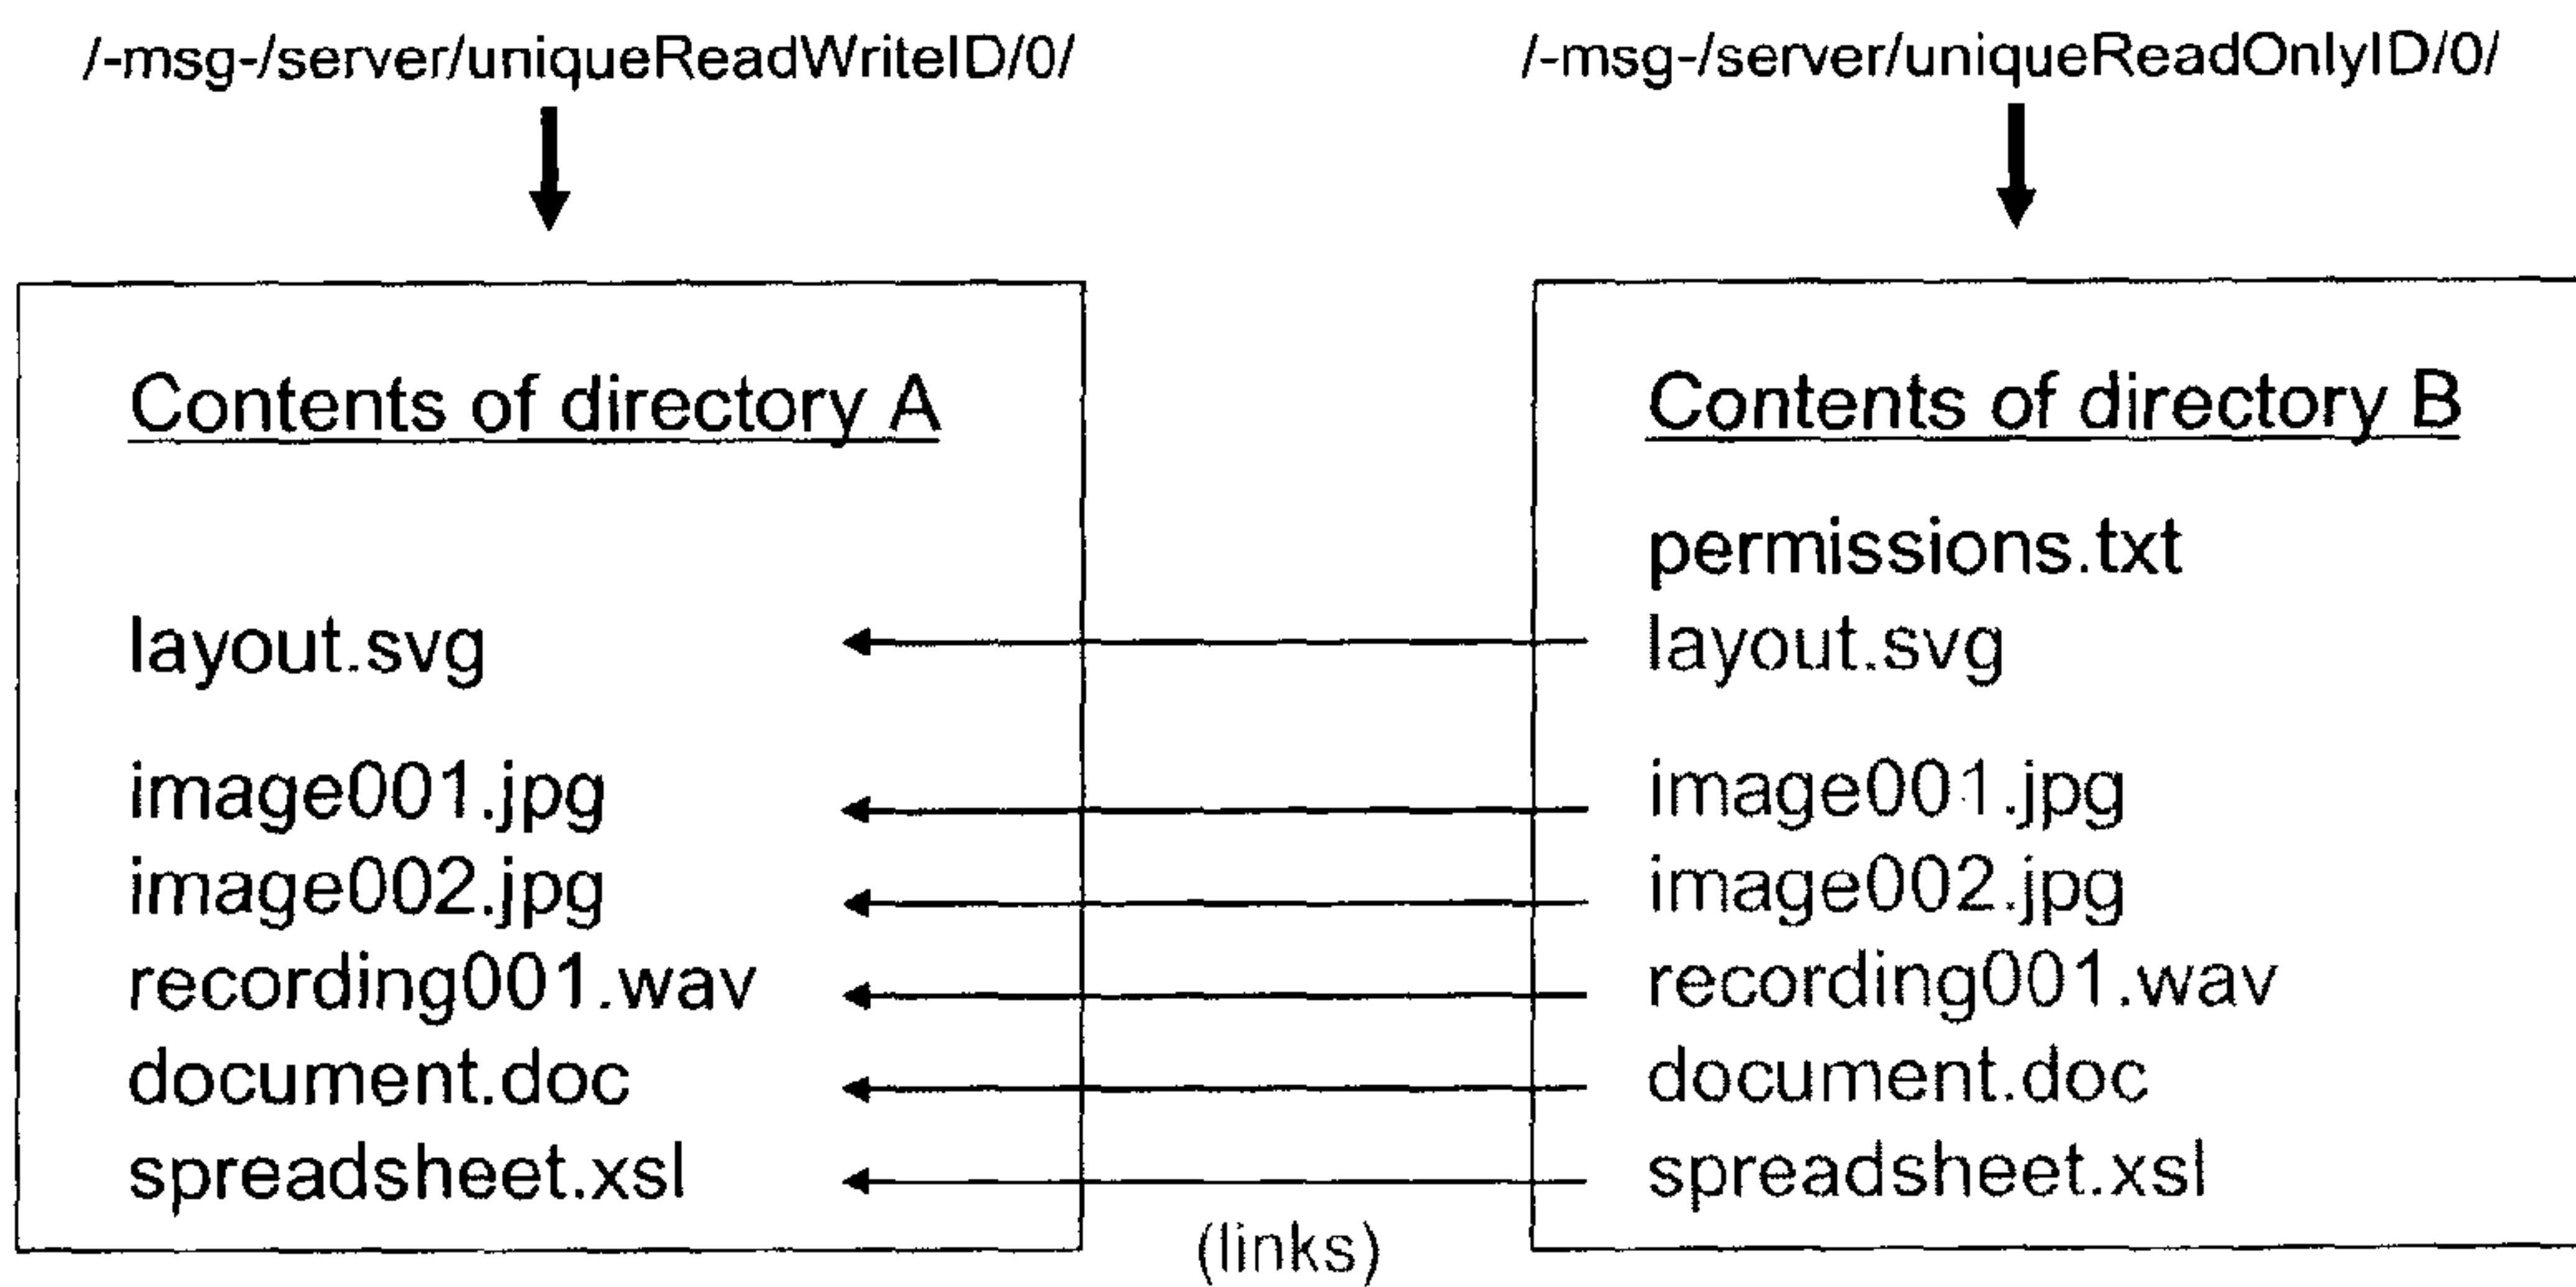 /-msg-/server/uniqueReadWriteID/0/
/-msg-/server/uniqueReadOnlyID/0/
Contents of directory A
layout.svg
image001.jpg
image002.jpg
recording001.wav
document.doc
spreadsheet.xsl
Contents of directory B
permissions.txt
layout.svg
image001.jpg
image002.jpg
recording001.wav
document.doc
spreadsheet.xsl
(links)